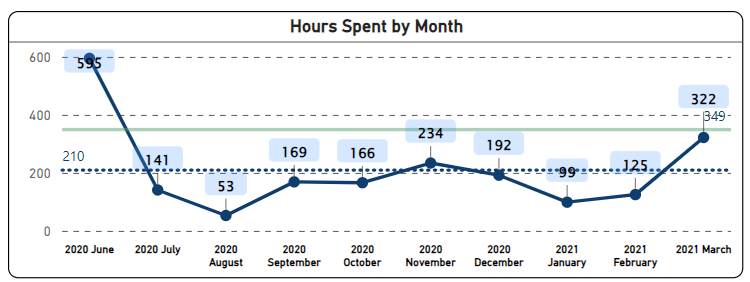 Hours Spent by Month
600
400
200
0
595
141
53
169
166
234
192
99
125
322
349
210
2020 June
2020 July
2020
August
2020
September
2020
October
2020
November
2020
December
2021
January
2021
February
2021 March